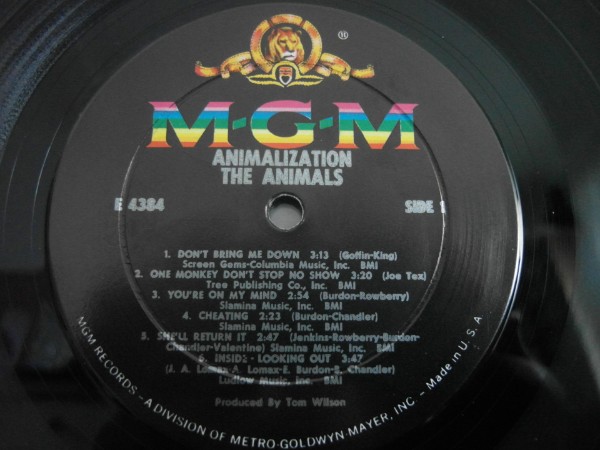 ®
M-G-M
ANIMALIZATION
THE ANIMALS
E 4384
SIDE 1
1. DON'T BRING ME DOWN 3:13 (Goffin-King)
Screen Gems-Columbia Music, Inc. BMI
2. ONE MONKEY DON'T STOP NO SHOW 3:20 (Joe Tex)
Tree Publishing Co., Inc. BMI
3. YOU'RE ON MY MIND 2:54 (Burdon-Rowberry)
Slamina Music, Inc. BMI
4. CHEATING 2:23 (Burdon-Chandler)
Slamina Music, Inc. BMI
5. SHE'LL RETURN IT 2:47 (Jenkins-Rowberry-Burdon-
Chandler-Valentine) Slamina Music, Inc. BMI
6. INSIDE - LOOKING OUT 3:47
(J. A. Lomax-A. Lomax-E. Burdon-B. Chandler)
Ludlow Music, Inc. BMI
Produced By Tom Wilson
MGM RECORDS - A DIVISION OF METRO-GOLDWYN-MAYER, INC. - Made in U.S.A